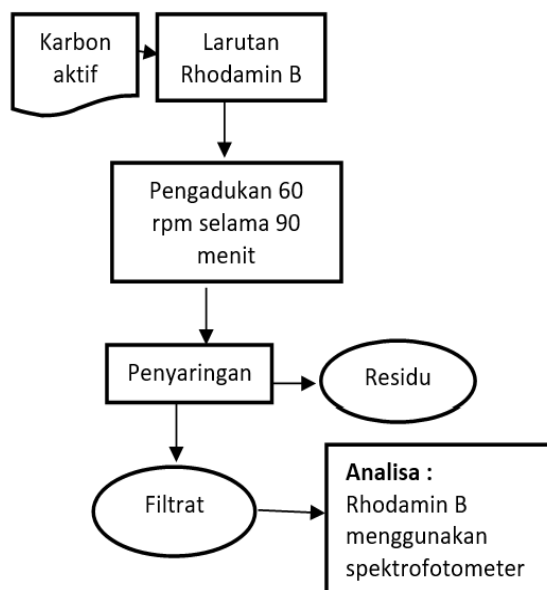 Karbon
aktif
Larutan
Rhodamin B
Pengadukan 60
rpm selama 90
menit
Penyaringan
Residu
Filtrat
Analisa :
Rhodamin B
menggunakan
spektrofotometer